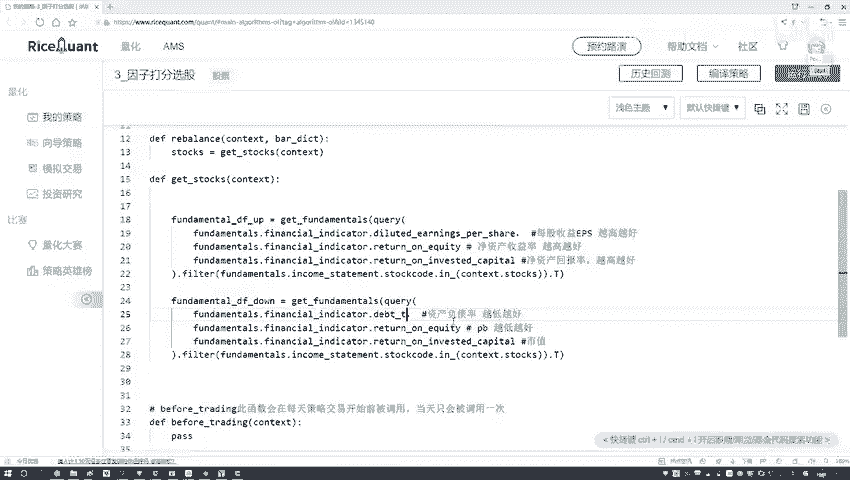 https://www.ricequant.com/quant/#main-algorithms-oltag=algorithm-oltid=1345140
RiceQuant 量化 AMS 预约路演 帮助文档 社区
3_因子打分选股 股票 历史回测 编译策略
量化
我的策略
向导策略
模拟交易
投资研究
比赛
量化大赛
策略英雄榜
浅色主题 默认快捷键
12 def rebalance(context, bar_dict):
13 stocks = get_stocks(context)
14
15 def get_stocks(context):
16
17
18 fundamental_df_up = get_fundamentals(query(
19 fundamentals.financial_indicator.diluted_earnings_per_share, #每股收益EPS 越高越好
20 fundamentals.financial_indicator.return_on_equity # 净资产收益率 越高越好
21 fundamentals.financial_indicator.return_on_invested_capital #净资产回报率，越高越好
22 ).filter(fundamentals.income_statement.stockcode.in_(context.stocks)).T)
23
24 fundamental_df_down = get_fundamentals(query(
25 fundamentals.financial_indicator.debt_t, #资产负债率 越低越好
26 fundamentals.financial_indicator.return_on_equity # pb 越低越好
27 fundamentals.financial_indicator.return_on_invested_capital #市值
28 ).filter(fundamentals.income_statement.stockcode.in_(context.stocks)).T)
29
30
31
32 # before_trading此函数会在每天策略交易开始前被调用，当天只会被调用一次
33 def before_trading(context):
34 pass